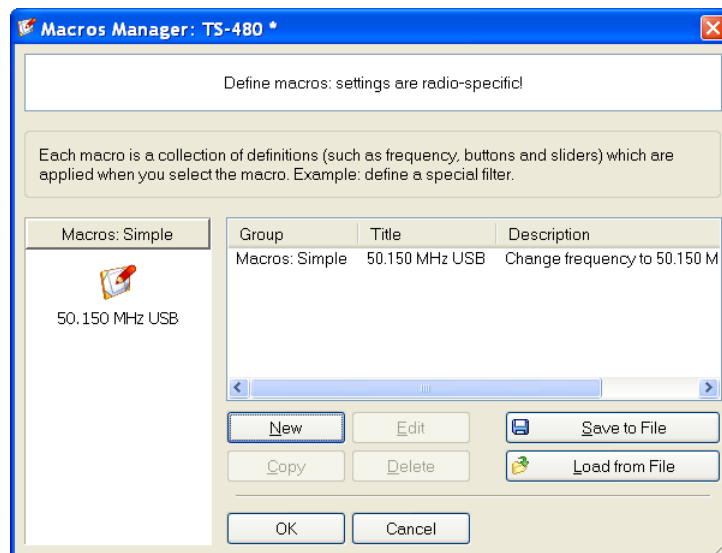 Macros Manager: TS-480 *
Define macros: settings are radio-specific!
Each macro is a collection of definitions (such as frequency, buttons and sliders) which are
applied when you select the macro. Example: define a special filter.
Macros: Simple
50.150 MHz USB
Group Title Description
Macros: Simple 50.150 MHz USB Change frequency to 50.150 M
New Edit Save to File
Copy Delete Load from File
OK Cancel